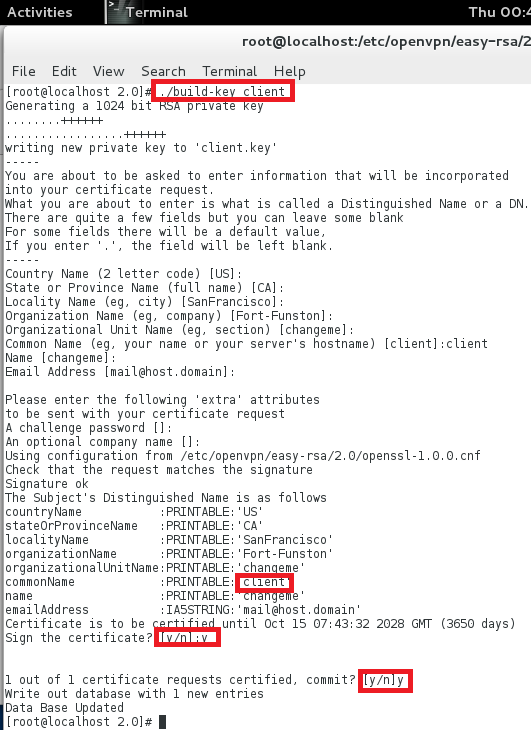 Activities
Terminal
Thu 00:4
root@localhost:/etc/openvpn/easy-rsa/2
File Edit View Search Terminal Help
[root@localhost 2.0]# ./build-key client
Generating a 1024 bit RSA private key
........++++++
.................++++++
writing new private key to 'client.key'
-----
You are about to be asked to enter information that will be incorporated
into your certificate request.
What you are about to enter is what is called a Distinguished Name or a DN.
There are quite a few fields but you can leave some blank
For some fields there will be a default value,
If you enter '.', the field will be left blank.
-----
Country Name (2 letter code) [US]:
State or Province Name (full name) [CA]:
Locality Name (eg, city) [SanFrancisco]:
Organization Name (eg, company) [Fort-Funston]:
Organizational Unit Name (eg, section) [changeme]:
Common Name (eg, your name or your server's hostname) [client]:client
Name [changeme]:
Email Address [mail@host.domain]:
Please enter the following 'extra' attributes
to be sent with your certificate request
A challenge password []:
An optional company name []:
Using configuration from /etc/openvpn/easy-rsa/2.0/openssl-1.0.0.cnf
Check that the request matches the signature
Signature ok
The Subject's Distinguished Name is as follows
countryName           :PRINTABLE:'US'
stateOrProvinceName   :PRINTABLE:'CA'
localityName          :PRINTABLE:'SanFrancisco'
organizationName      :PRINTABLE:'Fort-Funston'
organizationalUnitName:PRINTABLE:'changeme'
commonName            :PRINTABLE:'client'
name                  :PRINTABLE:'changeme'
emailAddress          :IA5STRING:'mail@host.domain'
Certificate is to be certified until Oct 15 07:43:32 2028 GMT (3650 days)
Sign the certificate? [y/n]:y
1 out of 1 certificate requests certified, commit? [y/n]y
Write out database with 1 new entries
Data Base Updated
[root@localhost 2.0]#